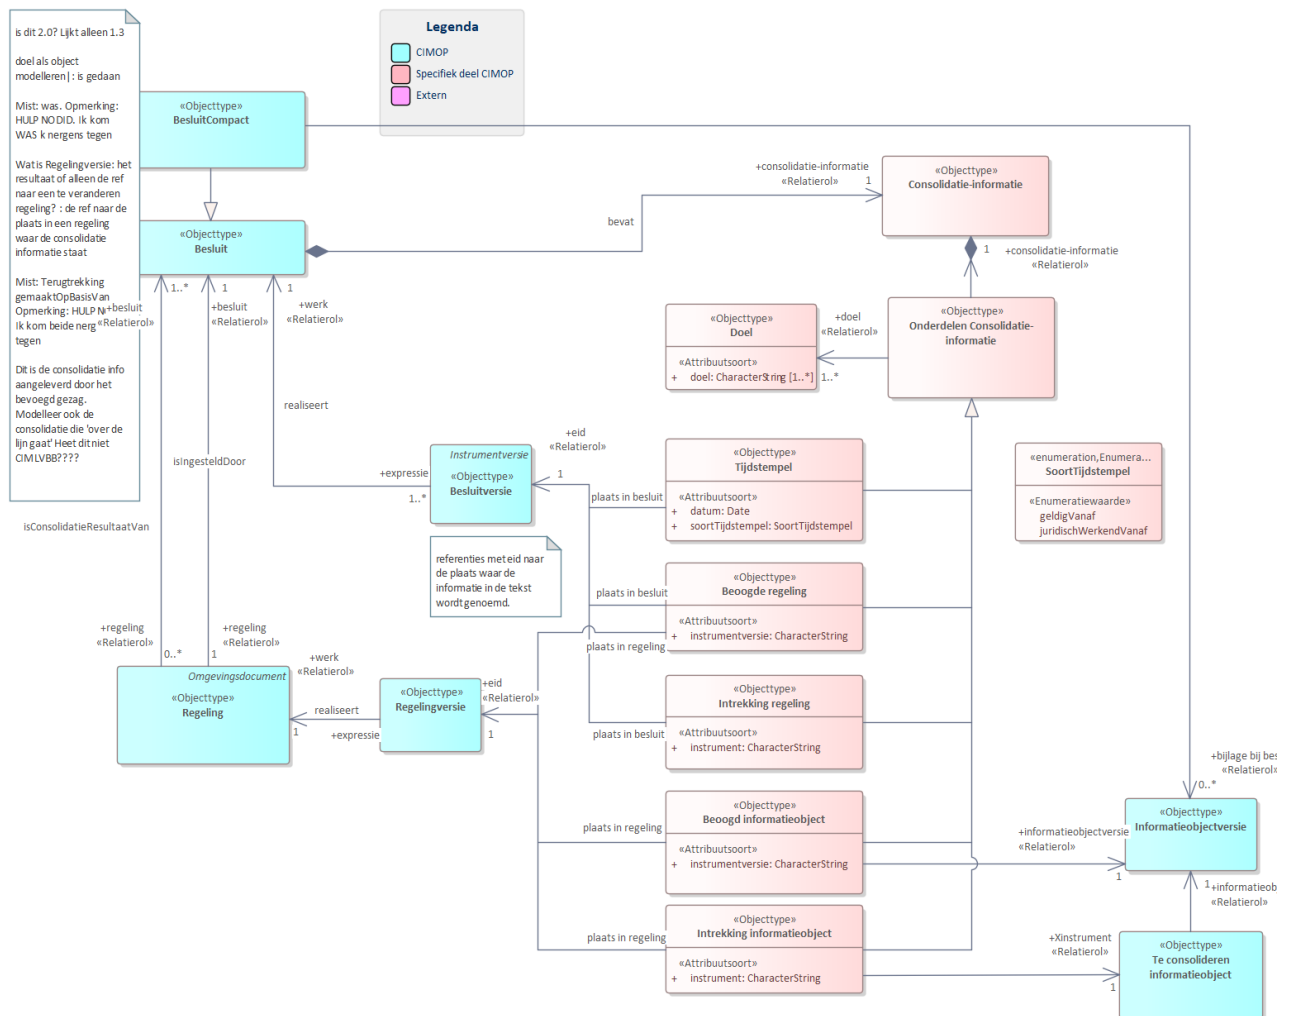 is dit 2.0? Lijkt alleen 1.3
doel als object
modelleren|: is gedaan
Mist: was. Opmerking:
HULP NODID. Ik kom
WAS k nergens tegen
Wat is Regelingversie: het
resultaat of alleen de ref
naar een te veranderen
regeling? : de ref naar de
plaats in een regeling
waar de consolidatie
informatie staat
Mist: Terugtrekking
gemaaktOpBasisVan
Opmerking: HULP N
Ik kom beide nerg
tegen
Dit is de consolidatie info
aangeleverd door het
bevoegd gezag.
Modelleer ook de
consolidatie die 'over de
lijn gaat' Heet dit niet
CIMLVBB????
Legenda
CIMOP
Specifiek deel CIMOP
Extern
«Objecttype»
BesluitCompact
«Objecttype»
Besluit
1..*
+besluit
«Relatierol»
1
+besluit
«Relatierol»
1
+werk
«Relatierol»
bevat
+consolidatie-informatie
«Relatierol»
1
«Objecttype»
Consolidatie-informatie
1
+consolidatie-informatie
«Relatierol»
«Objecttype»
Onderdelen Consolidatie-
informatie
+doel
«Relatierol»
1..*
«Objecttype»
Doel
«Attribuutsoort»
+ doel: CharacterString [1..*]
realiseert
isIngesteldDoor
isConsolidatieResultaatVan
+expressie
1..*
Instrumentversie
«Objecttype»
Besluitversie
+eid
«Relatierol»
1
referenties met eid naar
de plaats waar de
informatie in de tekst
wordt genoemd.
«Objecttype»
Tijdstempel
«Attribuutsoort»
+ datum: Date
+ soortTijdstempel: SoortTijdstempel
plaats in besluit
«enumeration,Enumera...
SoortTijdstempel
«Enumeratiewaarde»
geldigVanaf
juridischWerkendVanaf
«Objecttype»
Beoogde regeling
«Attribuutsoort»
+ instrumentversie: CharacterString
plaats in besluit
plaats in regeling
«Objecttype»
Intrekking regeling
«Attribuutsoort»
+ instrument: CharacterString
plaats in besluit
+regeling
«Relatierol»
0..*
+regeling
«Relatierol»
1
Omgevingsdocument
«Objecttype»
Regeling
+werk
«Relatierol»
realiseert
1
+expressie
«Objecttype»
Regelingversie
+eid
«Relatierol»
1
«Objecttype»
Beoogd informatieobject
«Attribuutsoort»
+ instrumentversie: CharacterString
plaats in regeling
«Objecttype»
Intrekking informatieobject
«Attribuutsoort»
+ instrument: CharacterString
plaats in regeling
+bijlage bij bes
«Relatierol»
0..*
«Objecttype»
Informatieobjectversie
+informatieobjectversie
«Relatierol»
1
1
+informatieob
«Relatierol»
+Xinstrument
«Relatierol»
1
«Objecttype»
Te consolideren
informatieobject